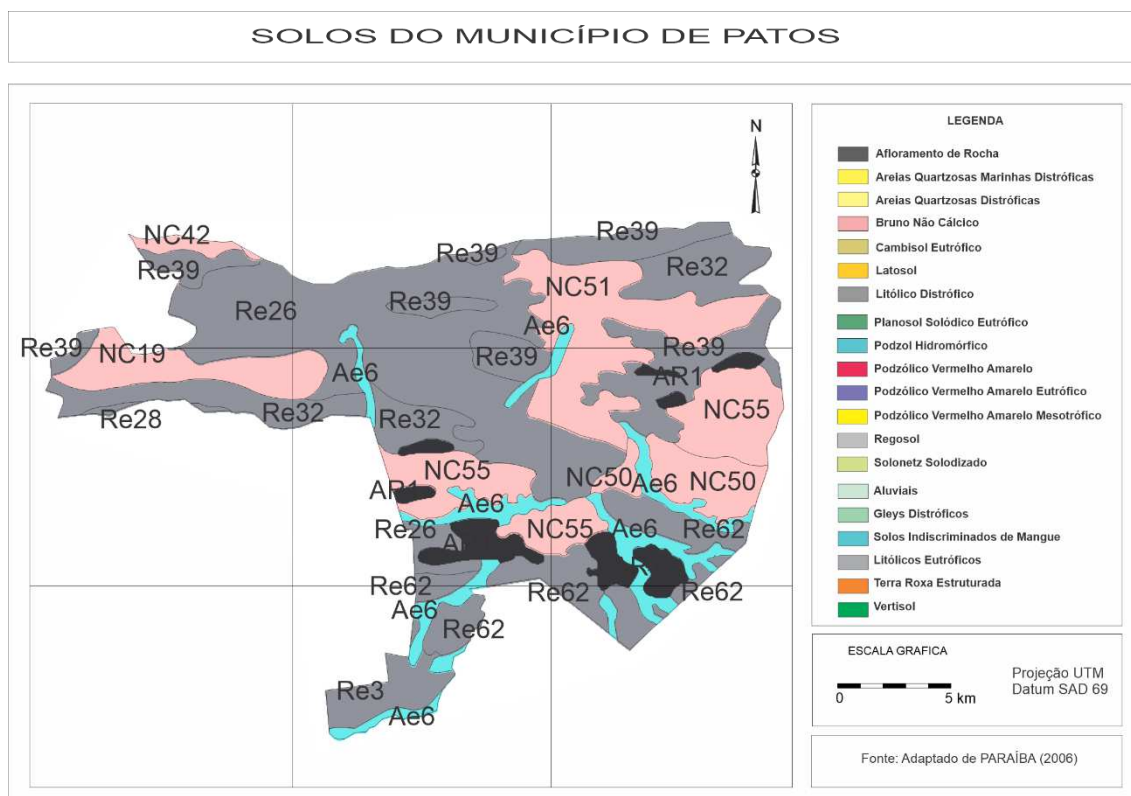 SOLOS DO MUNICÍPIO DE PATOS
N
NC42
Re39
Re39
Re39
Re32
Re26
Re39
NC51
Ae6
Re39
NC19
Re39
Re39
Ae6
AR1
NC55
Re28
Re32
Re32
NC55
NC50
Ae6
NC50
AR1
Ae6
Re26
NC55
Ae6
Re62
Re62
Re62
Re62
Ae6
Re62
Re3
Ae6
LEGENDA
Afloramento de Rocha
Areias Quartzosas Marinhas Distróficas
Areias Quartzosas Distróficas
Bruno Não Cálcico
Cambisol Eutrófico
Latosol
Litólico Distrófico
Planosol Solódico Eutrófico
Podzol Hidromórfico
Podzólico Vermelho Amarelo
Podzólico Vermelho Amarelo Eutrófico
Podzólico Vermelho Amarelo Mesotrófico
Regosol
Solonetz Solodizado
Aluviais
Gleys Distróficos
Solos Indiscriminados de Mangue
Litólicos Eutróficos
Terra Roxa Estruturada
Vertisol
ESCALA GRAFICA
0 5 km
Projeção UTM
Datum SAD 69
Fonte: Adaptado de PARAÍBA (2006)